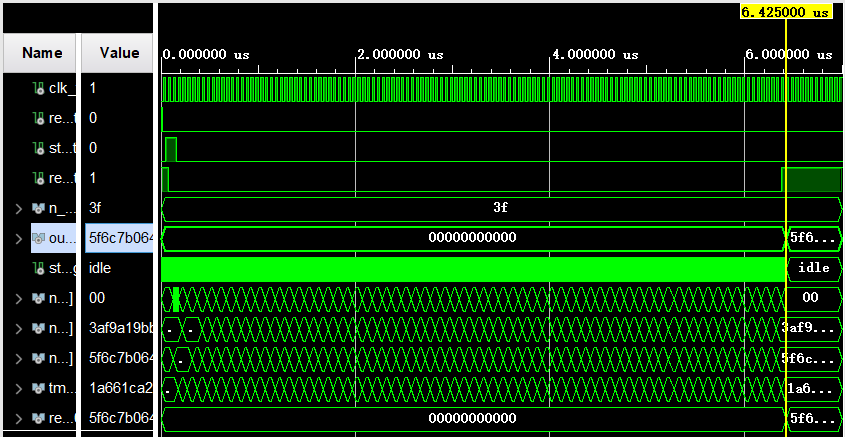 6.425000 us
Name Value
0.000000 us 2.000000 us 4.000000 us 6.000000 us
clk_ 1
re...t 0
st...t 0
re...t 1
n_... 3f 3f
ou... 5f6c7b064 00000000000 5f6...
st...g idle idle
n...] 00 00
n...] 3af9a19bb . . 3af9...
n...] 5f6c7b064 . 5f6c...
tm... 1a661ca2 . 1a6...
re... 5f6c7b064 00000000000 5f6...